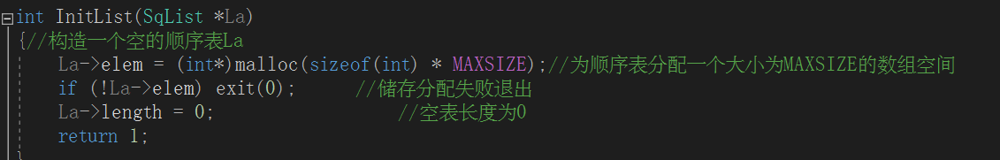 int InitList(SqList *La)
{//构造一个空的顺序表La
La->elem = (int*)malloc(sizeof(int) * MAXSIZE);//为顺序表分配一个大小为MAXSIZE的数组空间
if (!La->elem) exit(0); //储存分配失败退出
La->length = 0; //空表长度为0
return 1;
}